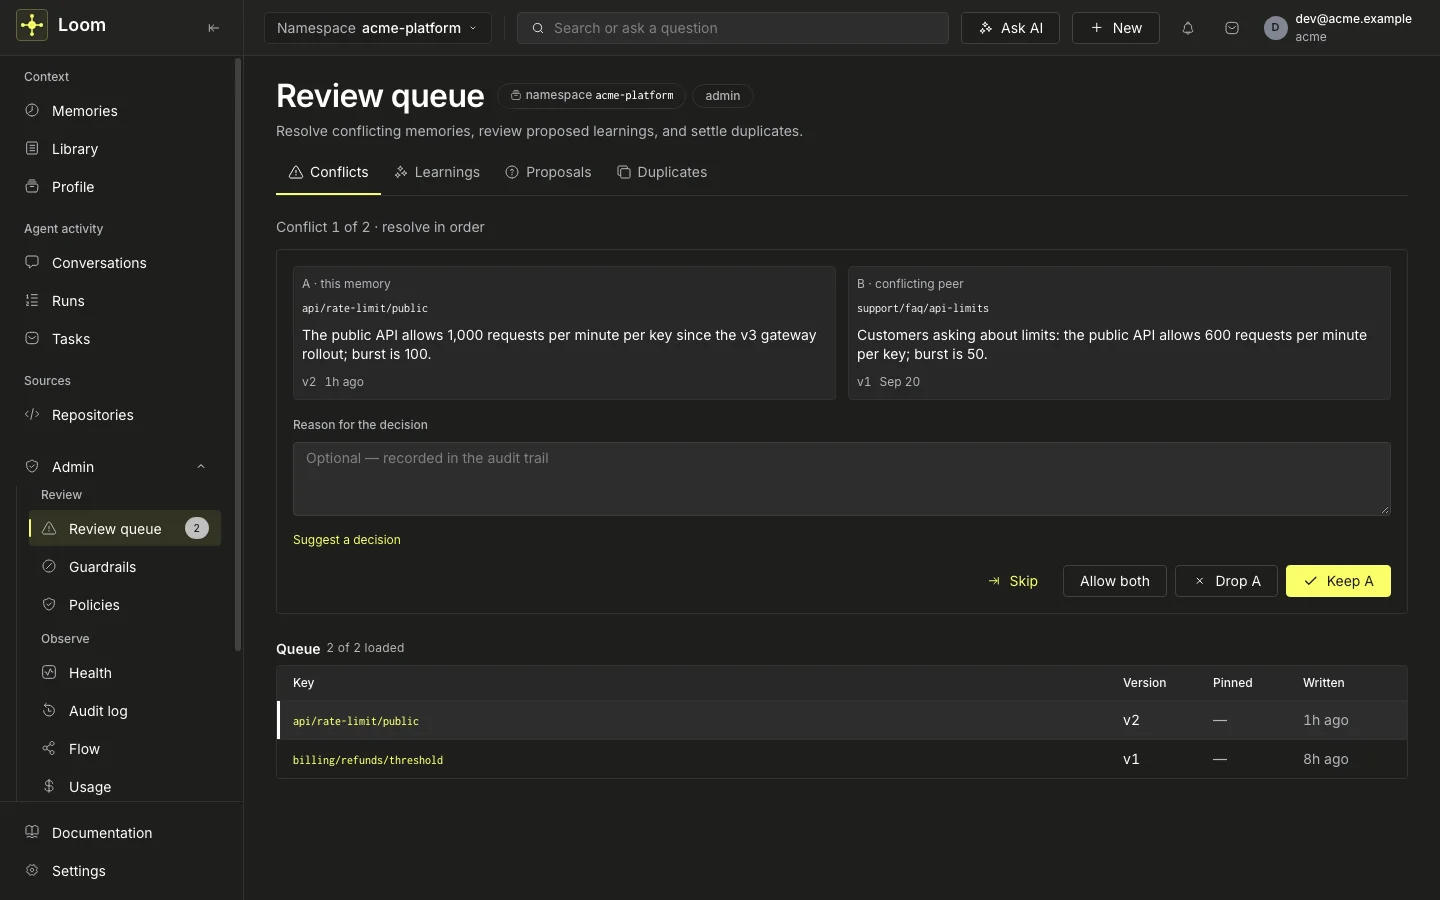 Loom
Namespace acme-platform
Search or ask a question
Ask AI
New
D
dev@acme.example
acme
Context
Memories
Library
Profile
Agent activity
Conversations
Runs
Tasks
Sources
Repositories
Admin
Review
Review queue
2
Guardrails
Policies
Observe
Health
Audit log
Flow
Usage
Documentation
Settings
Review queue
namespace acme-platform
admin
Resolve conflicting memories, review proposed learnings, and settle duplicates.
Conflicts
Learnings
Proposals
Duplicates
Conflict 1 of 2 · resolve in order
A · this memory
api/rate-limit/public
The public API allows 1,000 requests per minute per key since the v3 gateway
rollout; burst is 100.
v2 1h ago
B · conflicting peer
support/faq/api-limits
Customers asking about limits: the public API allows 600 requests per minute
per key; burst is 50.
v1 Sep 20
Reason for the decision
Optional — recorded in the audit trail
Suggest a decision
Skip
Allow both
Drop A
Keep A
Queue 2 of 2 loaded
Key Version Pinned Written
api/rate-limit/public v2 — 1h ago
billing/refunds/threshold v1 — 8h ago